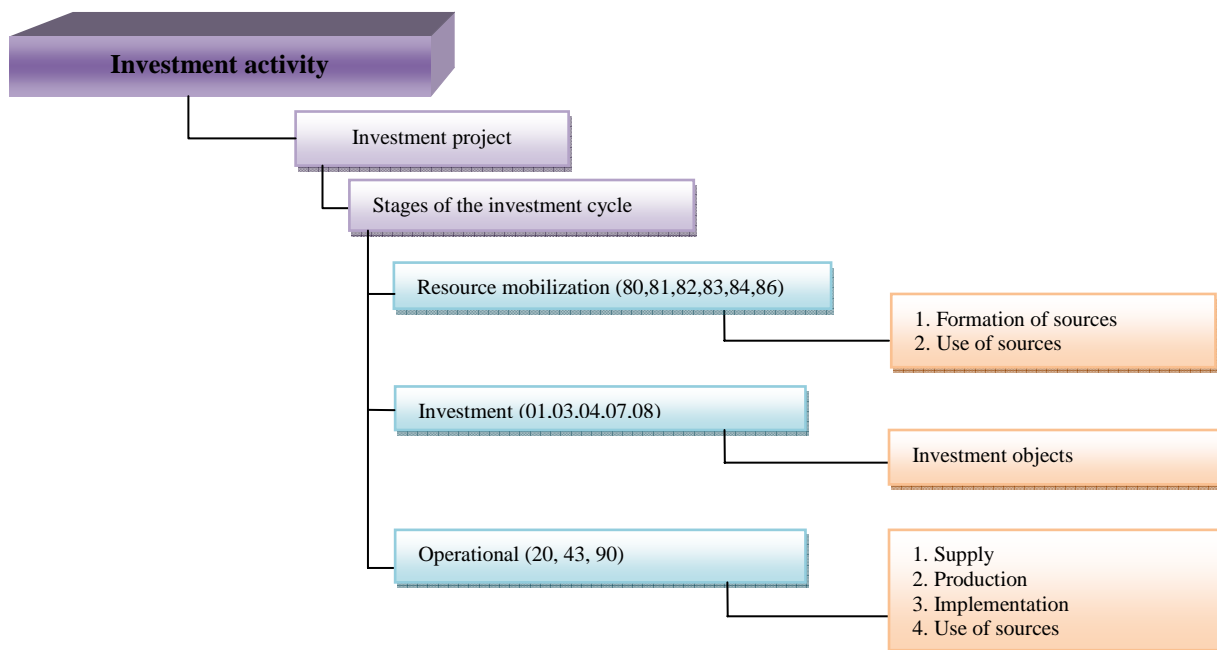 Investment activity
Investment project
Stages of the investment cycle
Resource mobilization (80,81,82,83,84,86)
1. Formation of sources
2. Use of sources
Investment (01,03,04,07,08)
Investment objects
Operational (20, 43, 90)
1. Supply
2. Production
3. Implementation
4. Use of sources